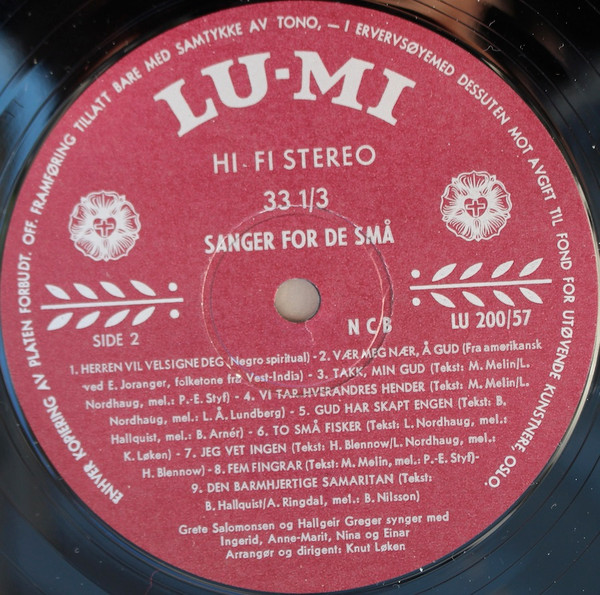 ENHVER KOPIERING AV PLATEN FORBUDT. OFF. FRAMFØRING TILLATT BARE MED SAMTYKKE AV TONO, — I ERVERVSØYEMED DESSUTEN MOT AVGIFT TIL FOND FOR UTØVENDE KUNSTNERE, OSLO.
LU-MI
HI-FI STEREO
33 1/3
SANGER FOR DE SMÅ
SIDE 2
N C B LU 200/57
1. HERREN VIL VELSIGNE DEG (Negro spiritual) - 2. VÆR MEG NÆR, Å GUD (Fra amerikansk
ved E. Joranger, folketone fra Vest-India) - 3. TAKK, MIN GUD (Tekst: M. Melin/L.
Nordhaug, mel.: P.-E. Styf) - 4. VI TAR HVERANDRES HENDER (Tekst: M. Melin/L.
Nordhaug, mel.: L. Å. Lundberg) - 5. GUD HAR SKAPT ENGEN (Tekst: B.
Hallquist, mel.: B. Arnér) - 6. TO SMÅ FISKER (Tekst: L. Nordhaug, mel.:
K. Løken) - 7. JEG VET INGEN (Tekst: H. Blennow/L. Nordhaug, mel.:
H. Blennow) - 8. FEM FINGRAR (Tekst: M. Melin, mel.: P.-E. Styf)-
9. DEN BARMHJERTIGE SAMARITAN (Tekst:
B. Hallquist/A. Ringdal, mel.: B. Nilsson)
Grete Salomonsen og Hallgeir Greger synger med
Ingerid, Anne-Marit, Nina og Einar
Arrangør og dirigent: Knut Løken